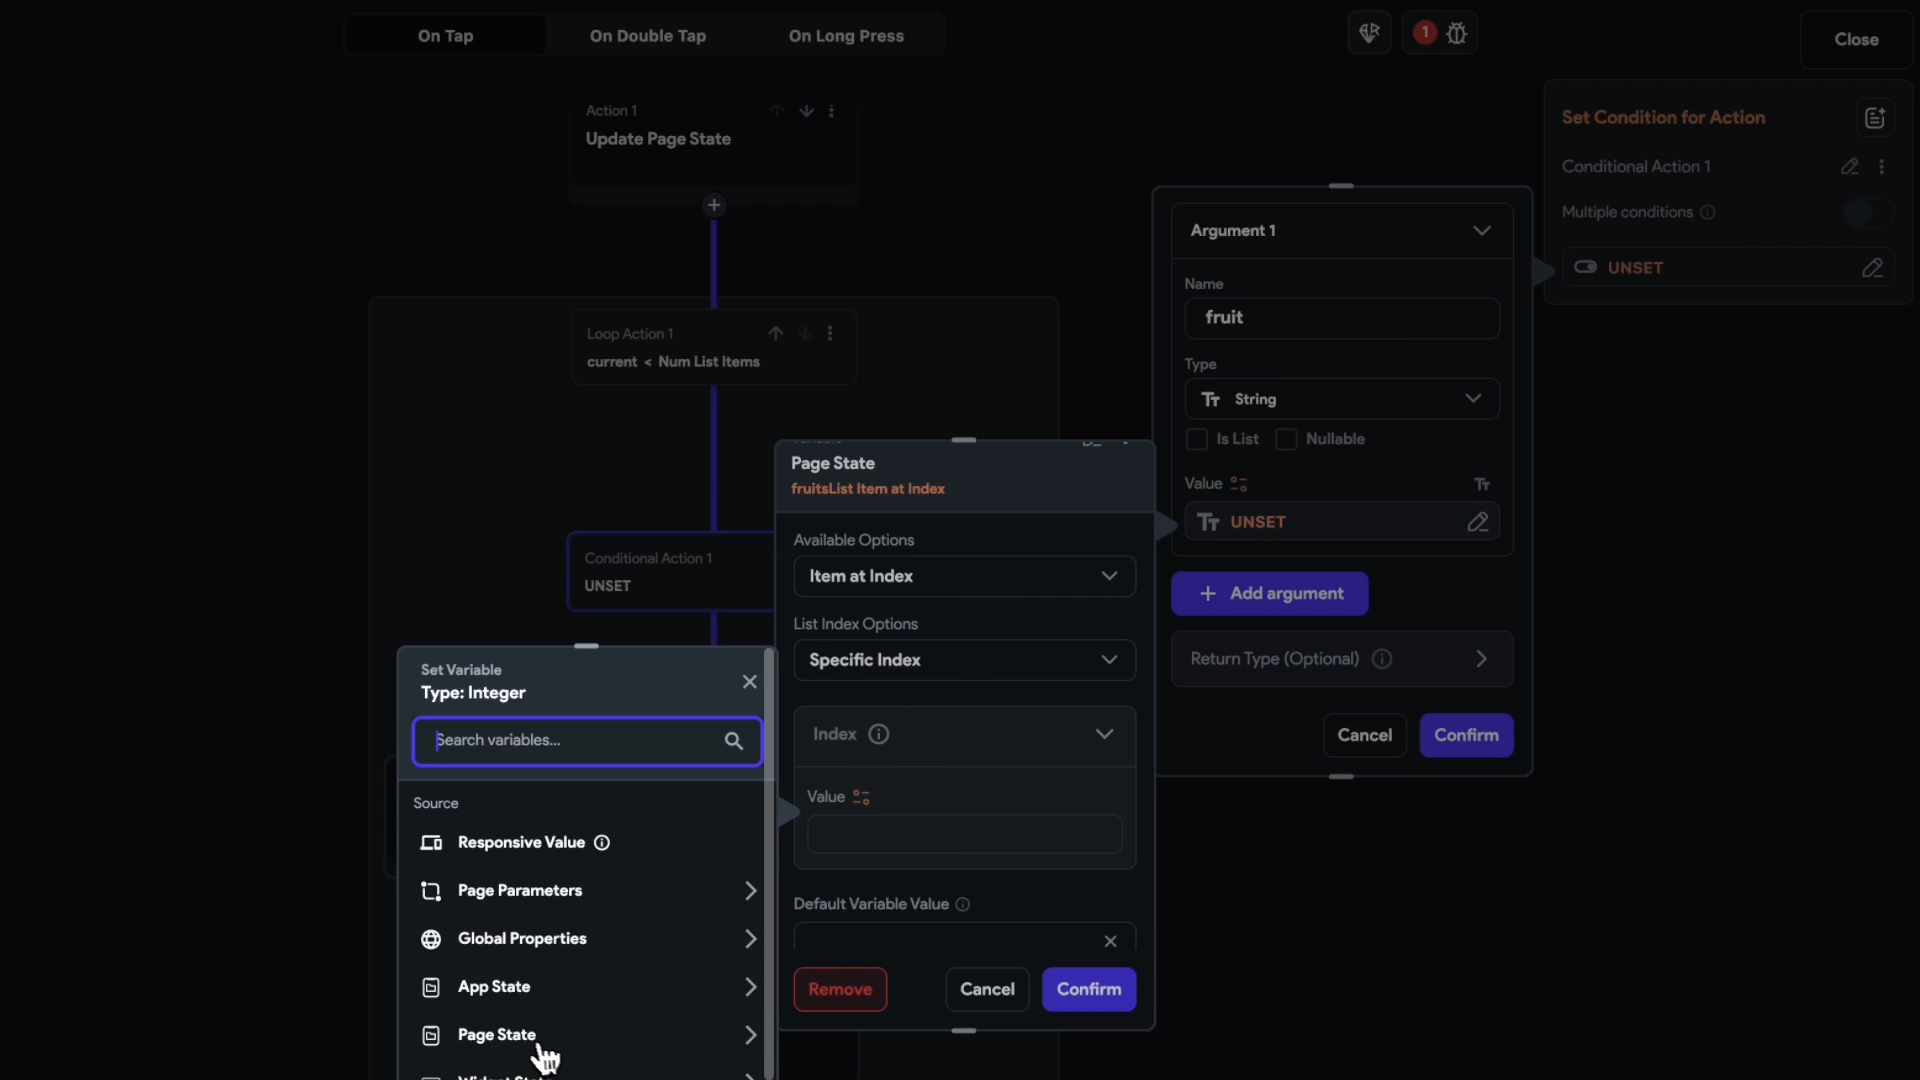 On Tap
On Double Tap
On Long Press
1
Close
Action 1
Update Page State
Set Condition for Action
Conditional Action 1
Multiple conditions
UNSET
Argument 1
Name
fruit
Type
Tт String
Is List
Nullable
Value
Tт
Tт UNSET
+ Add argument
Return Type (Optional)
Cancel
Confirm
Loop Action 1
current < Num List Items
Conditional Action 1
UNSET
Page State
fruitsList Item at Index
Available Options
Item at Index
List Index Options
Specific Index
Index
Value
Default Variable Value
Remove
Cancel
Confirm
Set Variable
Type: Integer
Search variables...
Source
Responsive Value
Page Parameters
Global Properties
App State
Page State